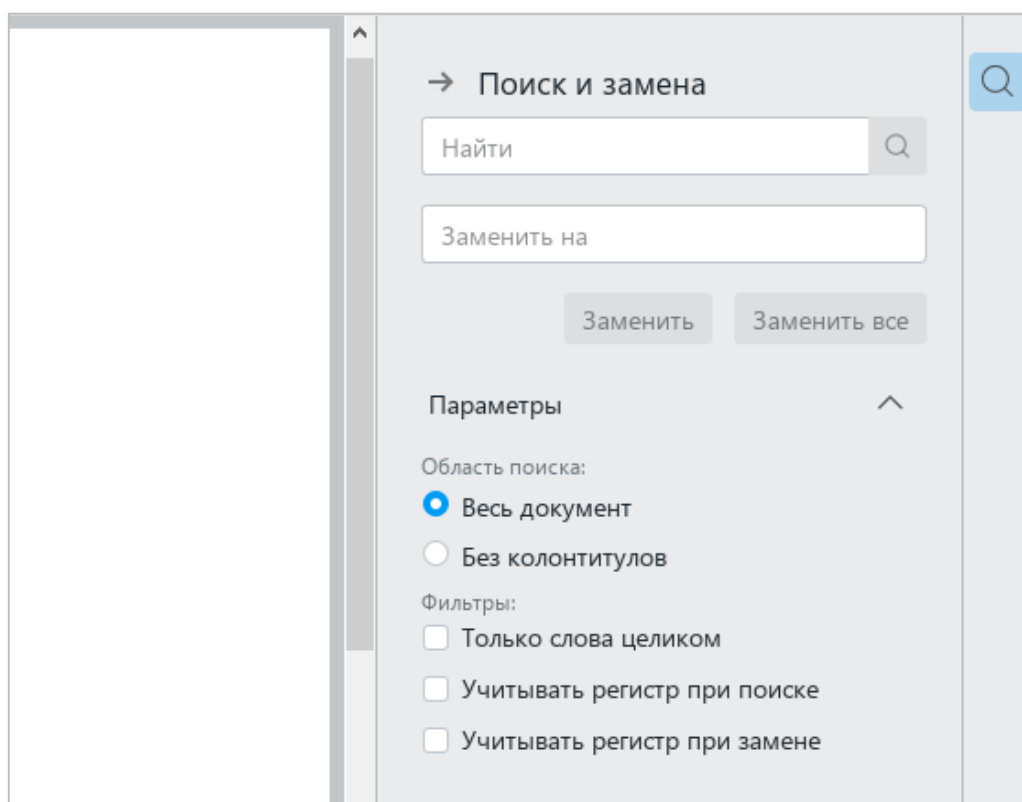 Поиск и замена
Найти
Заменить на
Заменить Заменить все
Параметры
Область поиска:
Весь документ
Без колонтитулов
Фильтры:
Только слова целиком
Учитывать регистр при поиске
Учитывать регистр при замене